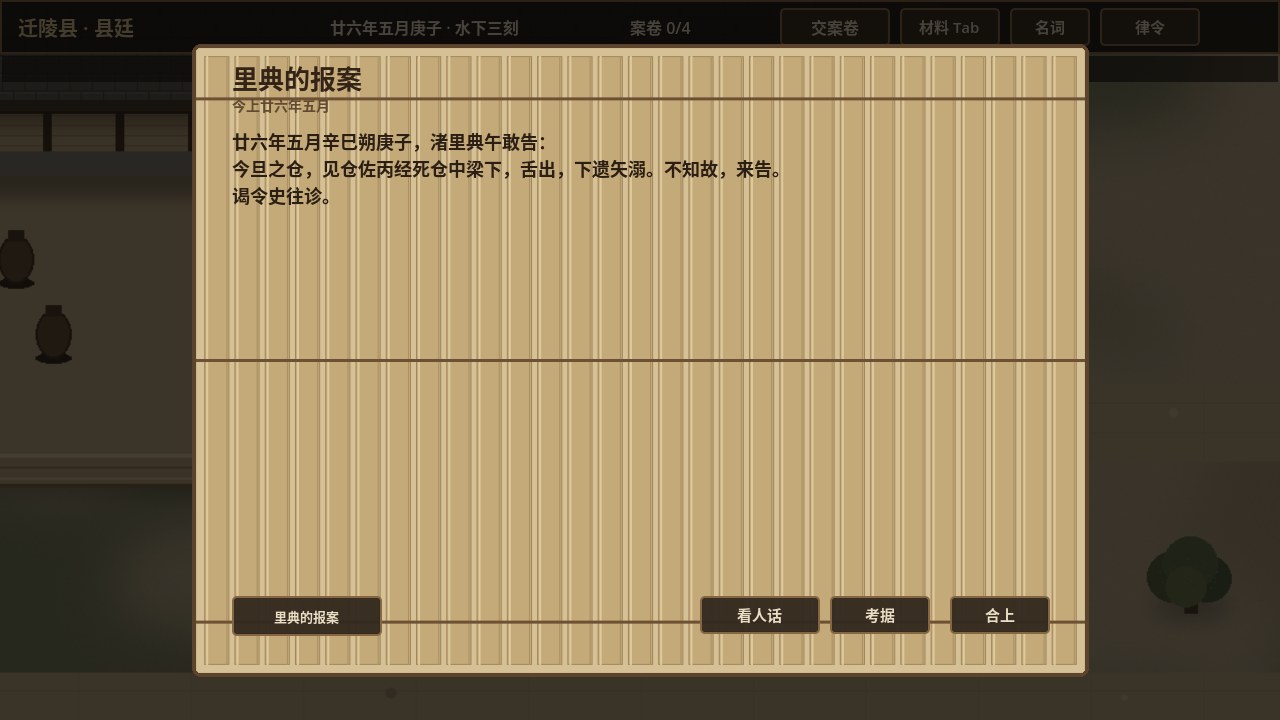 迁陵县 · 县廷
廿六年五月庚子 · 水下三刻
案卷 0/4
交案卷
材料 Tab
名词
律令
里典的报案
今上廿六年五月
廿六年五月辛巳朔庚子，渚里典午敢告：
今旦之仓，见仓佐丙经死仓中梁下，舌出，下遗矢溺。不知故，来告。
谒令史往诊。
里典的报案
看人话
考据
合上